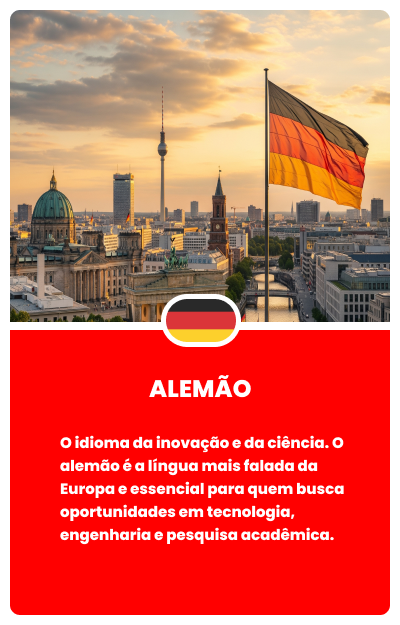 ALEMÃO
O idioma da inovação e da ciência. O
alemão é a língua mais falada da
Europa e essencial para quem busca
oportunidades em tecnologia,
engenharia e pesquisa acadêmica.